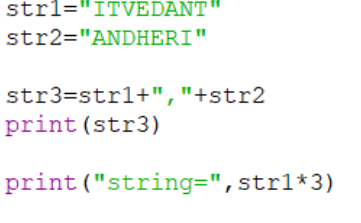 str1="ITVEDANT"
str2="ANDHERI"
str3=str1+","+str2
print(str3)
print("string=",str1*3)